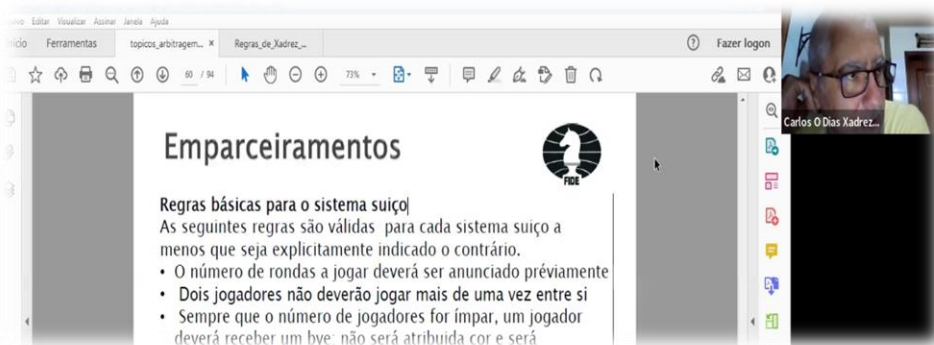 Editar Visualizar Assinar Janela Ajuda
Ferramentas topicos_arbitragem... × Regras_de_Xadrez_... Fazer logon
60 / 94 73%
Carlos O Dias Xadrez...
Emparceiramentos
FIDE
Regras básicas para o sistema suiço
As seguintes regras são válidas para cada sistema suiço a
menos que seja explicitamente indicado o contrário.
• O número de rondas a jogar deverá ser anunciado préviamente
• Dois jogadores não deverão jogar mais de uma vez entre si
• Sempre que o número de jogadores for ímpar, um jogador
deverá receber um bye: não será atribuida cor e será